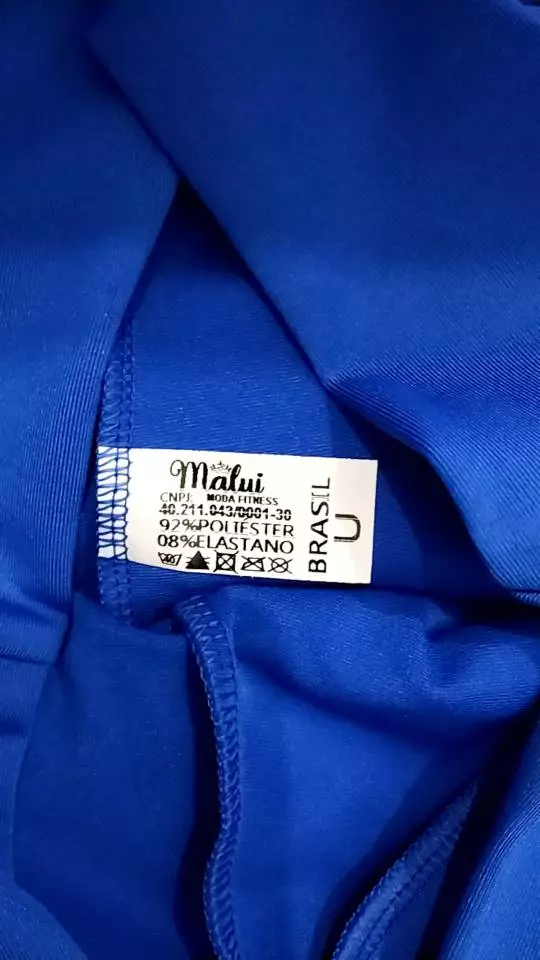 Malui
CNPJ: MODA FITNESS
40.211.043/0001-30
92%POLIESTER
08%ELASTANO
BRASIL
U